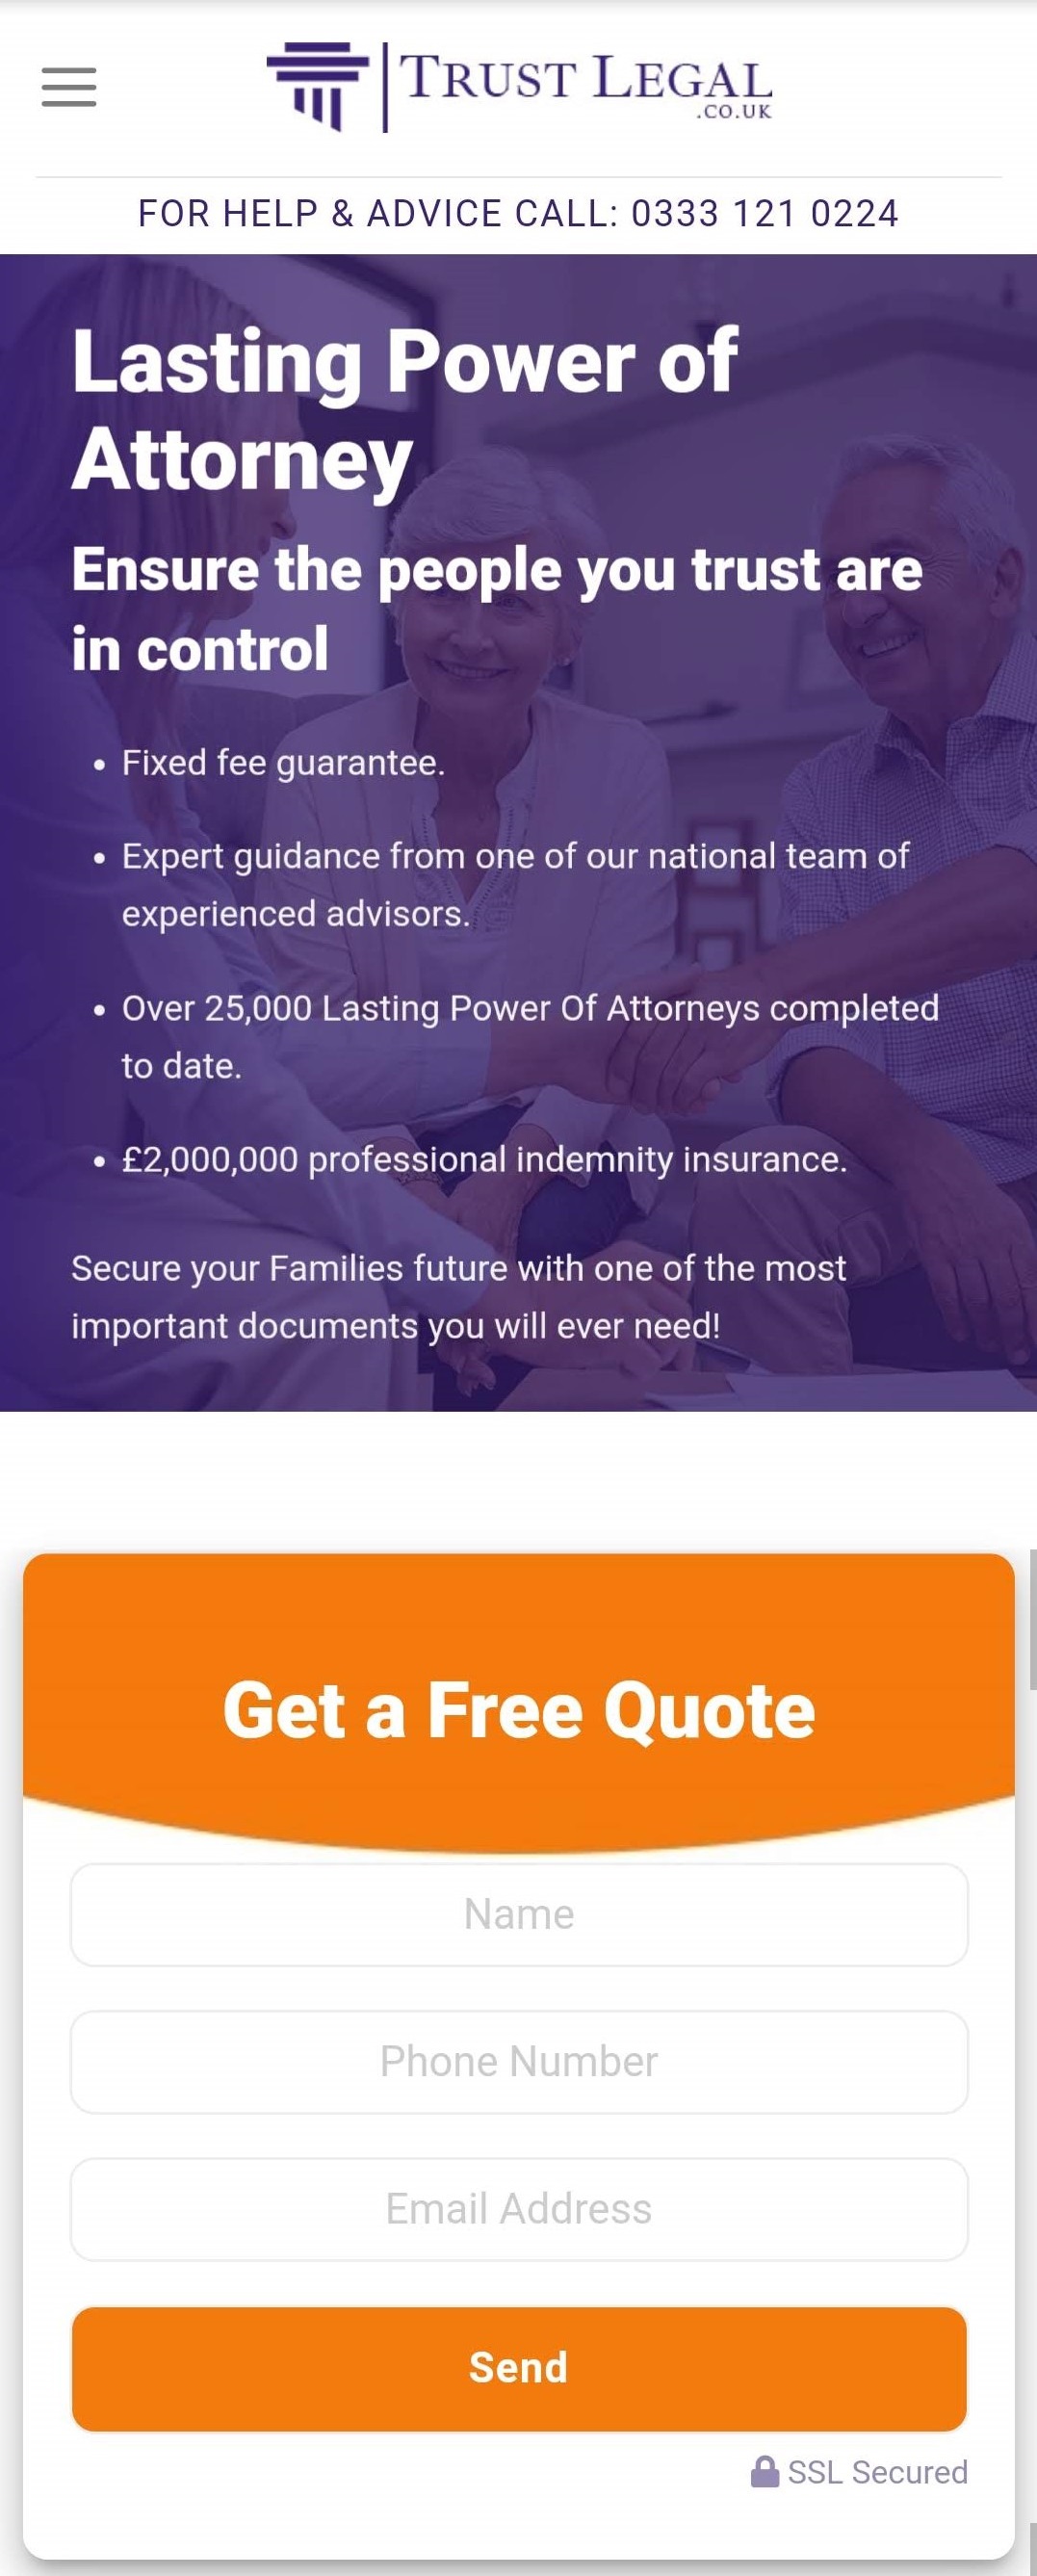 TRUST LEGAL
.CO.UK
FOR HELP & ADVICE CALL: 0333 121 0224
Lasting Power of
Attorney
Ensure the people you trust are
in control
• Fixed fee guarantee.
• Expert guidance from one of our national team of
experienced advisors.
• Over 25,000 Lasting Power Of Attorneys completed
to date.
• £2,000,000 professional indemnity insurance.
Secure your Families future with one of the most
important documents you will ever need!
Get a Free Quote
Name
Phone Number
Email Address
Send
SSL Secured